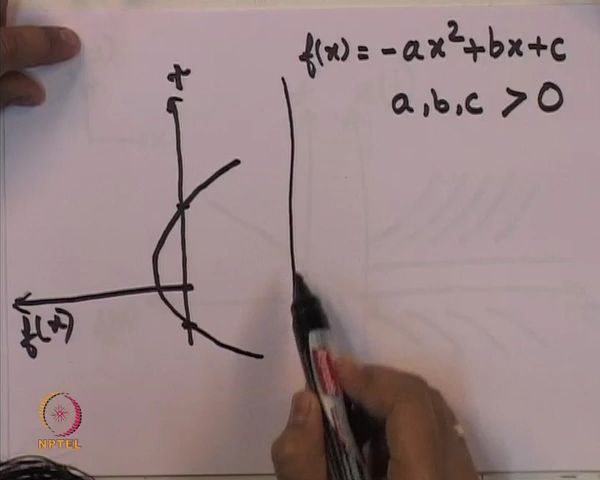 f(x) = -ax²+bx+c
a,b,c > 0
x
f(x)
NPTEL